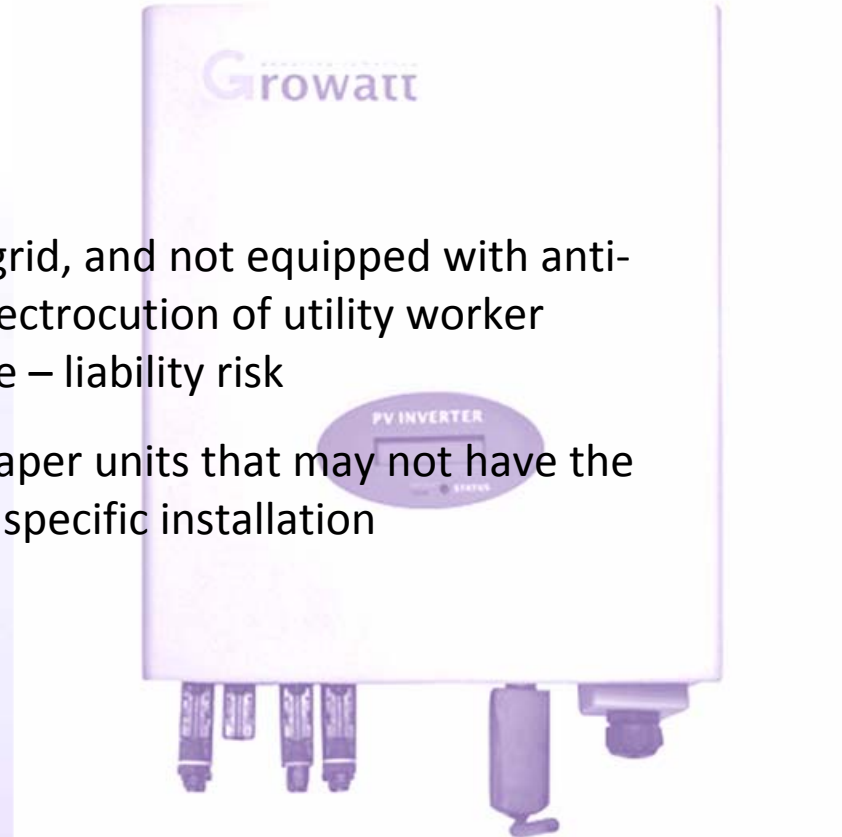 Growatt
grid, and not equipped with anti-
ectrocution of utility worker
e – liability risk
PV INVERTER
aper units that may not have the
STATUS
specific installation